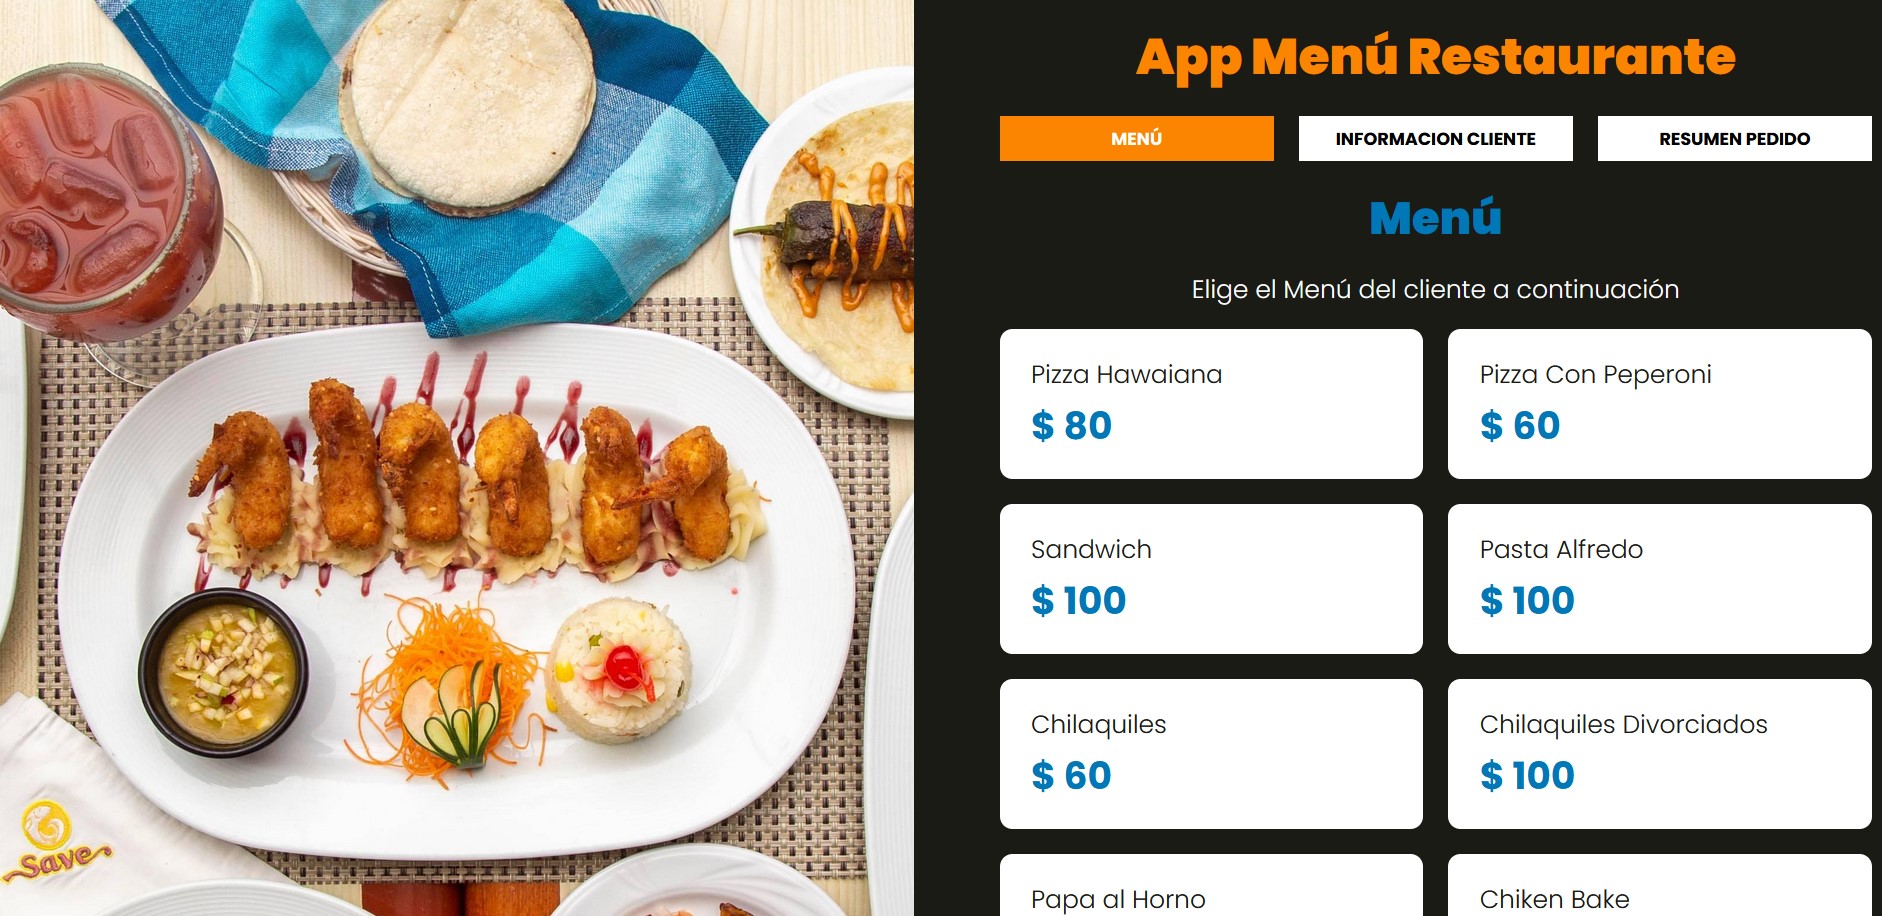 Save
App Menú Restaurante
MENÚ
INFORMACION CLIENTE
RESUMEN PEDIDO
Menú
Elige el Menú del cliente a continuación
Pizza Hawaiana
$ 80
Pizza Con Peperoni
$ 60
Sandwich
$ 100
Pasta Alfredo
$ 100
Chilaquiles
$ 60
Chilaquiles Divorciados
$ 100
Papa al Horno
Chiken Bake